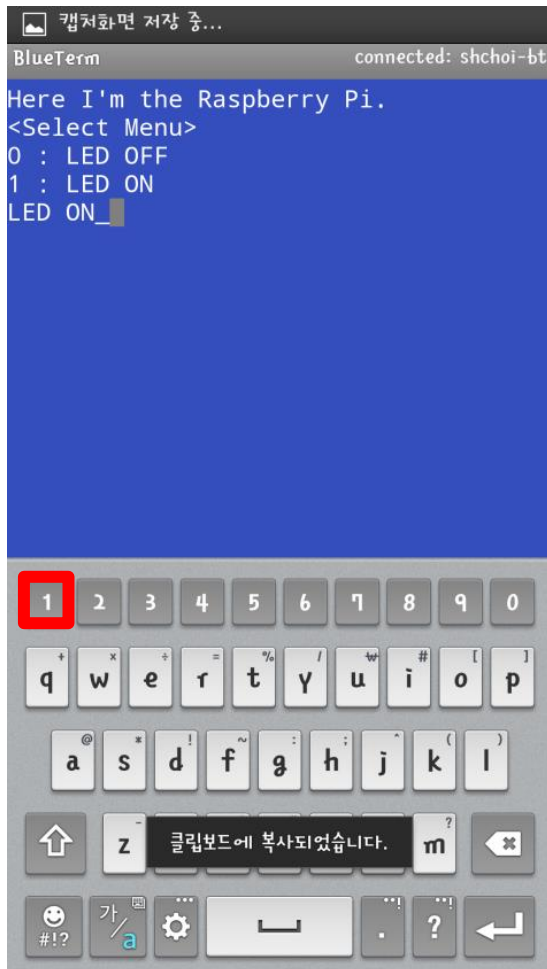 캡처화면 저장 중...
BlueTerm connected: shchoi-bt
Here I'm the Raspberry Pi.
<Select Menu>
0 : LED OFF
1 : LED ON
LED ON_
1 2 3 4 5 6 7 8 9 0
+ × ÷ = % / ₩ # [ ]
q w e r t y u i o p
@ * ! ~ : ; ^ ( )
a s d f g h j k l
- ?
z 클립보드에 복사되었습니다. m
가/a ...  ..! ..!
#!? . ?